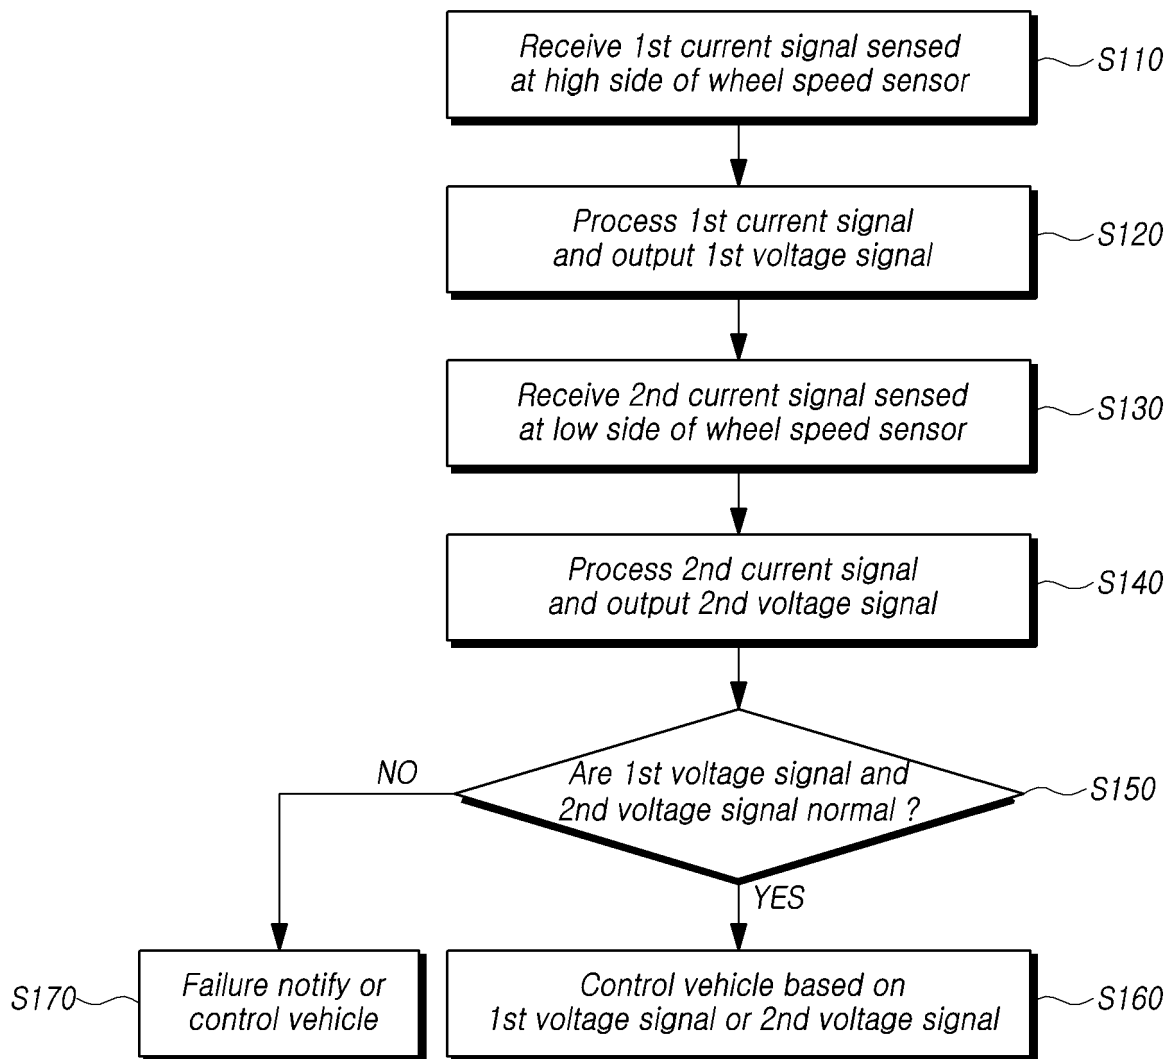 Receive 1st current signal sensed
at high side of wheel speed sensor
S110
Process 1st current signal
and output 1st voltage signal
S120
Receive 2nd current signal sensed
at low side of wheel speed sensor
S130
Process 2nd current signal
and output 2nd voltage signal
S140
Are 1st voltage signal and
2nd voltage signal normal ?
S150
NO
YES
S170
Failure notify or
control vehicle
Control vehicle based on
1st voltage signal or 2nd voltage signal
S160